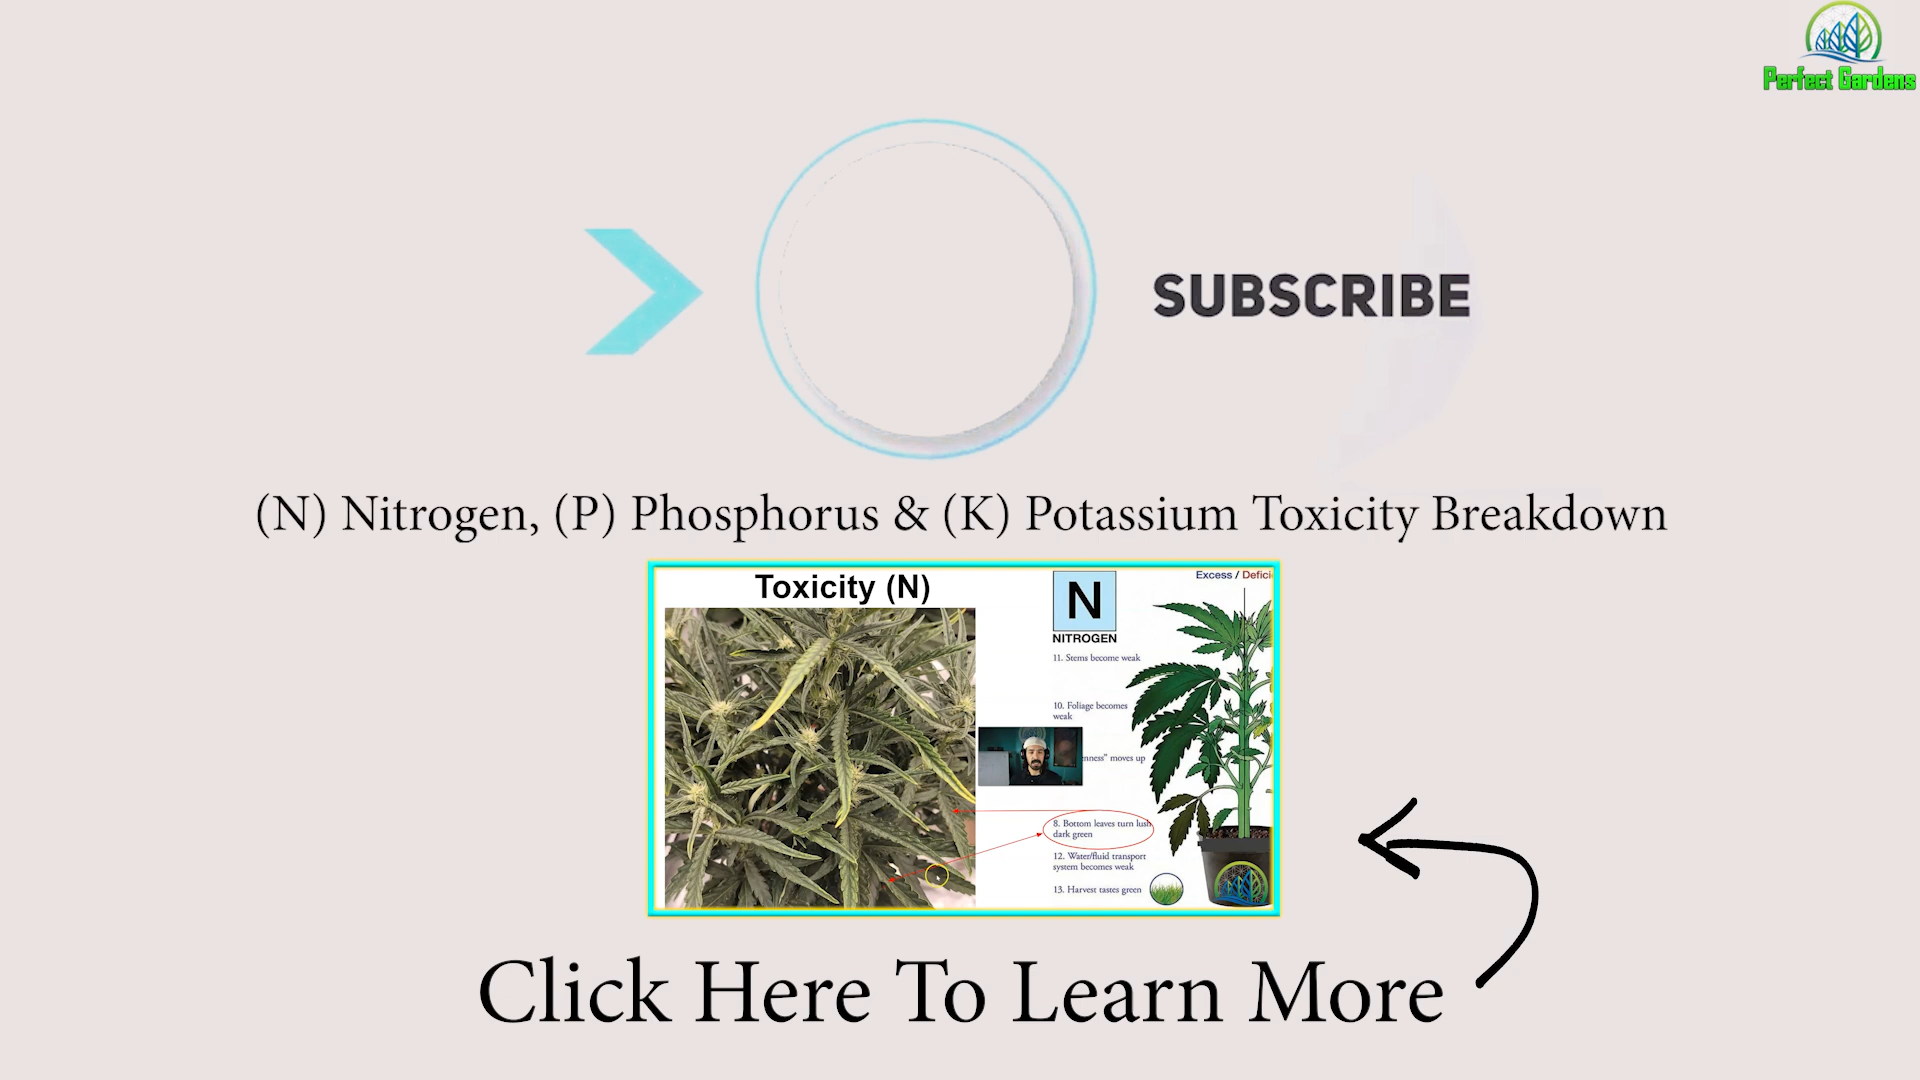 Perfect Gardens
SUBSCRIBE
(N) Nitrogen, (P) Phosphorus & (K) Potassium Toxicity Breakdown
Toxicity (N)
N
NITROGEN
Excess / Defici
11. Stems become weak
10. Foliage becomes
weak
enness" moves up
8. Bottom leaves turn lush
dark green
12. Water/fluid transport
system becomes weak
13. Harvest tastes green
Click Here To Learn More